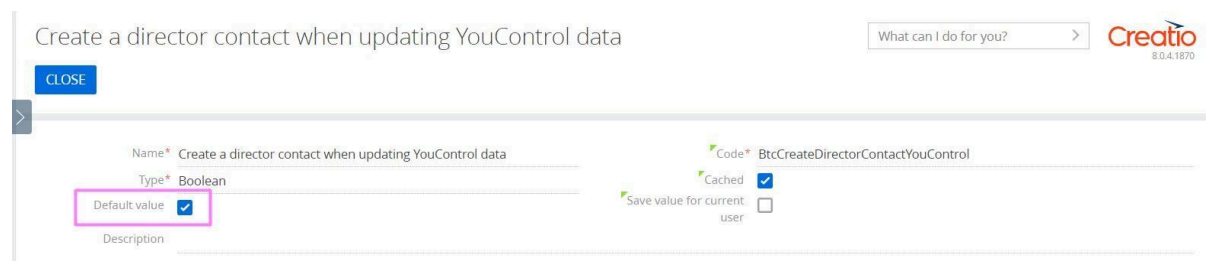 Create a director contact when updating YouControl data
What can I do for you?
Creatio
8.0.4.1870
CLOSE
Name* Create a director contact when updating YouControl data
Code* BtcCreateDirectorContactYouControl
Type* Boolean
Cached
Default value
Save value for current
user
Description